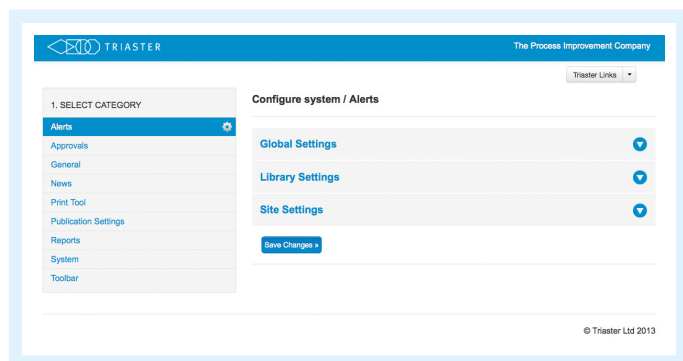 TRIASTER
The Process Improvement Company
Triaster Links
1. SELECT CATEGORY
Alerts
Approvals
General
News
Print Tool
Publication Settings
Reports
System
Toolbar
Configure system / Alerts
Global Settings
Library Settings
Site Settings
Save Changes »
© Triaster Ltd 2013